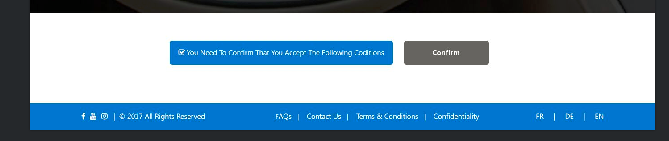 You Need To Confirm That You Accept The Following Coditions Confirm
| © 2017 All Rights Reserved FAQs | Contact Us | Terms & Conditions | Confidentiality FR | DE | EN